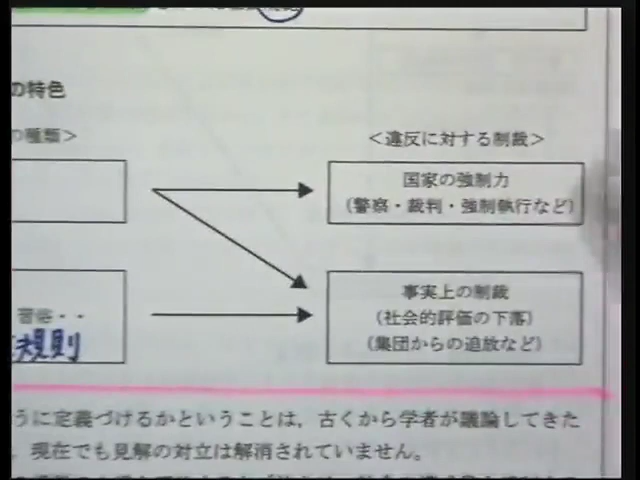 の特色
の種類＞
＜違反に対する制裁＞
国家の強制力
（警察・裁判・強制執行など）
事実上の制裁
習俗・・
（社会的評価の下落）
規則
（集団からの追放など）
うに定義づけるかということは，古くから学者が議論してきた
現在でも見解の対立は解消されていません。